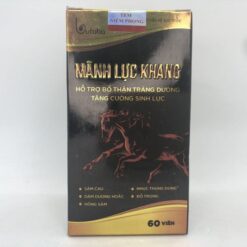 TEM
NIÊM PHONG
MÃNH LỰC KHANG
HỖ TRỢ BỔ THẬN TRÁNG DƯƠNG
TĂNG CƯỜNG SINH LỰC
• SÂM CAU
• NHỤC THUNG DUNG
• DÂM DƯƠNG HOẮC
• ĐỖ TRỌNG
• HỒNG SÂM
60 VIÊN